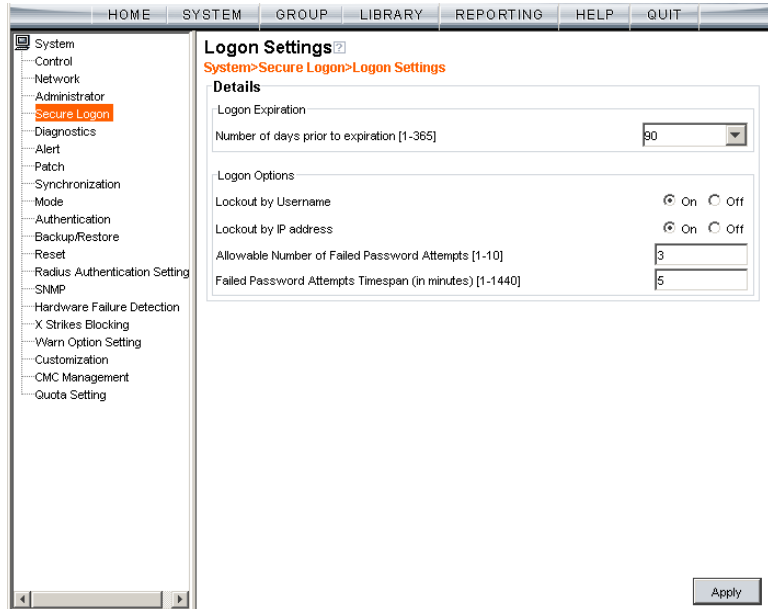 HOME SYSTEM GROUP LIBRARY REPORTING HELP QUIT
System
Control
Network
Administrator
Secure Logon
Diagnostics
Alert
Patch
Synchronization
Mode
Authentication
Backup/Restore
Reset
Radius Authentication Setting
SNMP
Hardware Failure Detection
X Strikes Blocking
Warn Option Setting
Customization
CMC Management
Quota Setting
Logon Settings ?
System>Secure Logon>Logon Settings
Details
Logon Expiration
Number of days prior to expiration [1-365] 90
Logon Options
Lockout by Username On Off
Lockout by IP address On Off
Allowable Number of Failed Password Attempts [1-10] 3
Failed Password Attempts Timespan (in minutes) [1-1440] 5
Apply